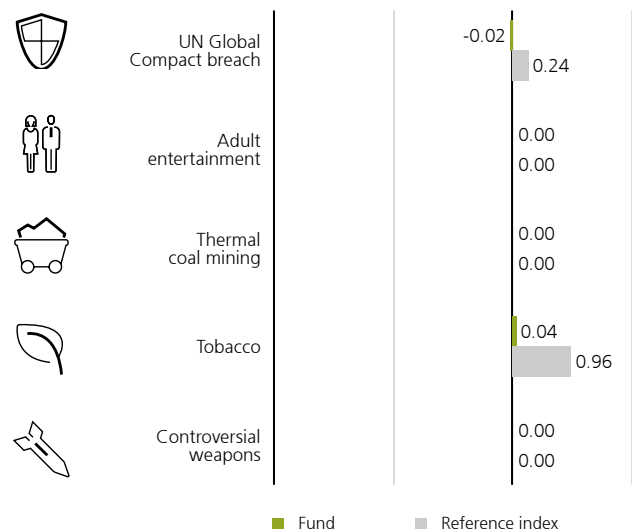 UN Global
Compact breach
-0.02
0.24
Adult
entertainment
0.00
0.00
Thermal
coal mining
0.00
0.00
Tobacco
0.04
0.96
Controversial
weapons
0.00
0.00
Fund
Reference index